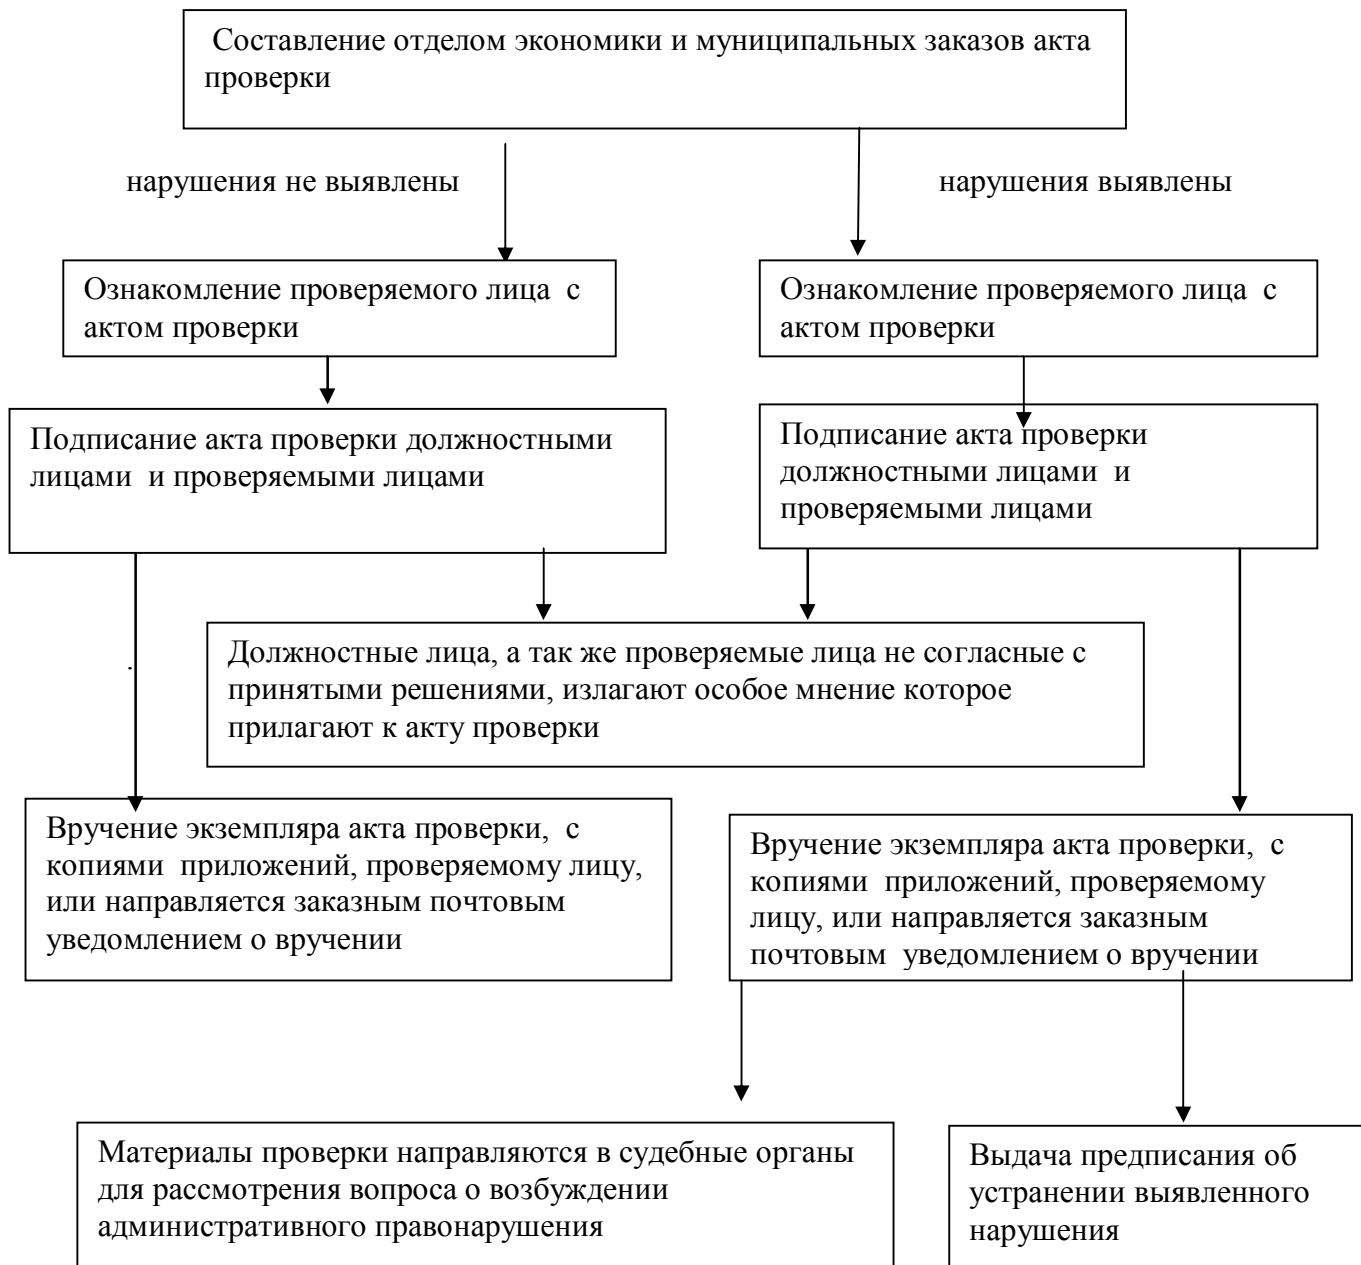 Составление отделом экономики и муниципальных заказов акта
проверки
нарушения не выявлены
нарушения выявлены
Ознакомление проверяемого лица с
актом проверки
Ознакомление проверяемого лица с
актом проверки
Подписание акта проверки должностными
лицами и проверяемыми лицами
Подписание акта проверки
должностными лицами и
проверяемыми лицами
Должностные лица, а так же проверяемые лица не согласные с
принятыми решениями, излагают особое мнение которое
прилагают к акту проверки
Вручение экземпляра акта проверки, с
копиями приложений, проверяемому лицу,
или направляется заказным почтовым
уведомлением о вручении
Вручение экземпляра акта проверки, с
копиями приложений, проверяемому
лицу, или направляется заказным
почтовым уведомлением о вручении
Материалы проверки направляются в судебные органы
для рассмотрения вопроса о возбуждении
административного правонарушения
Выдача предписания об
устранении выявленного
нарушения